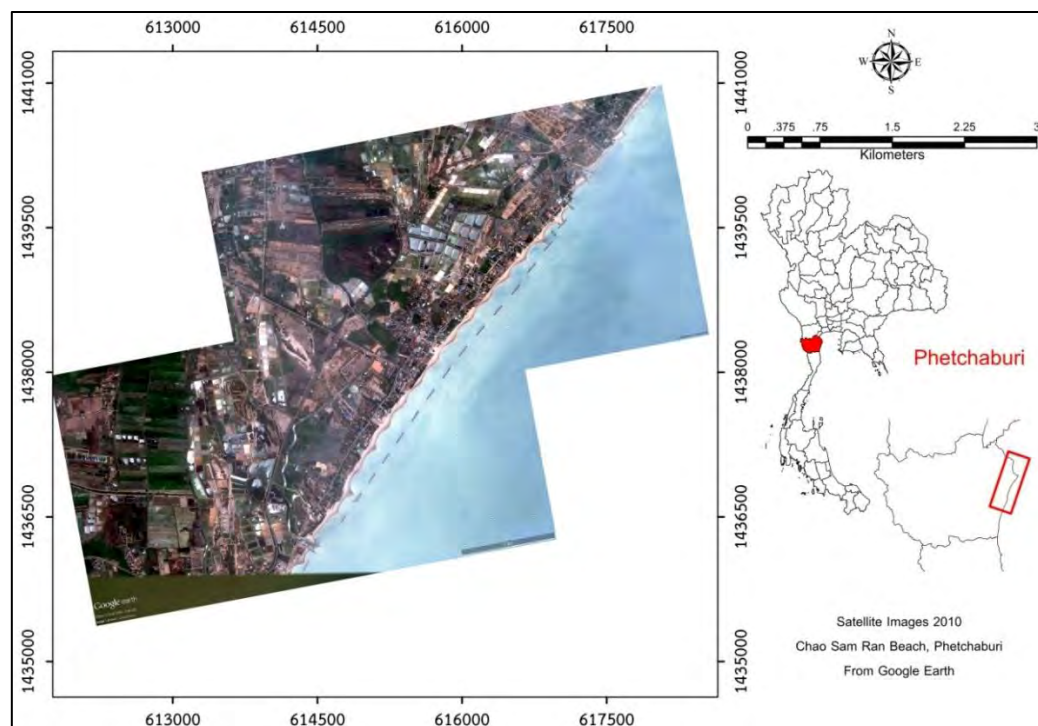 613000 614500 616000 617500
1441000
1439500
1438000
1436500
1435000
Google earth
613000 614500 616000 617500
1441000
1439500
1438000
1436500
1435000
N
W E
S
0 .375 .75 1.5 2.25 3
Kilometers
Phetchaburi
Satellite Images 2010
Chao Sam Ran Beach, Phetchaburi
From Google Earth